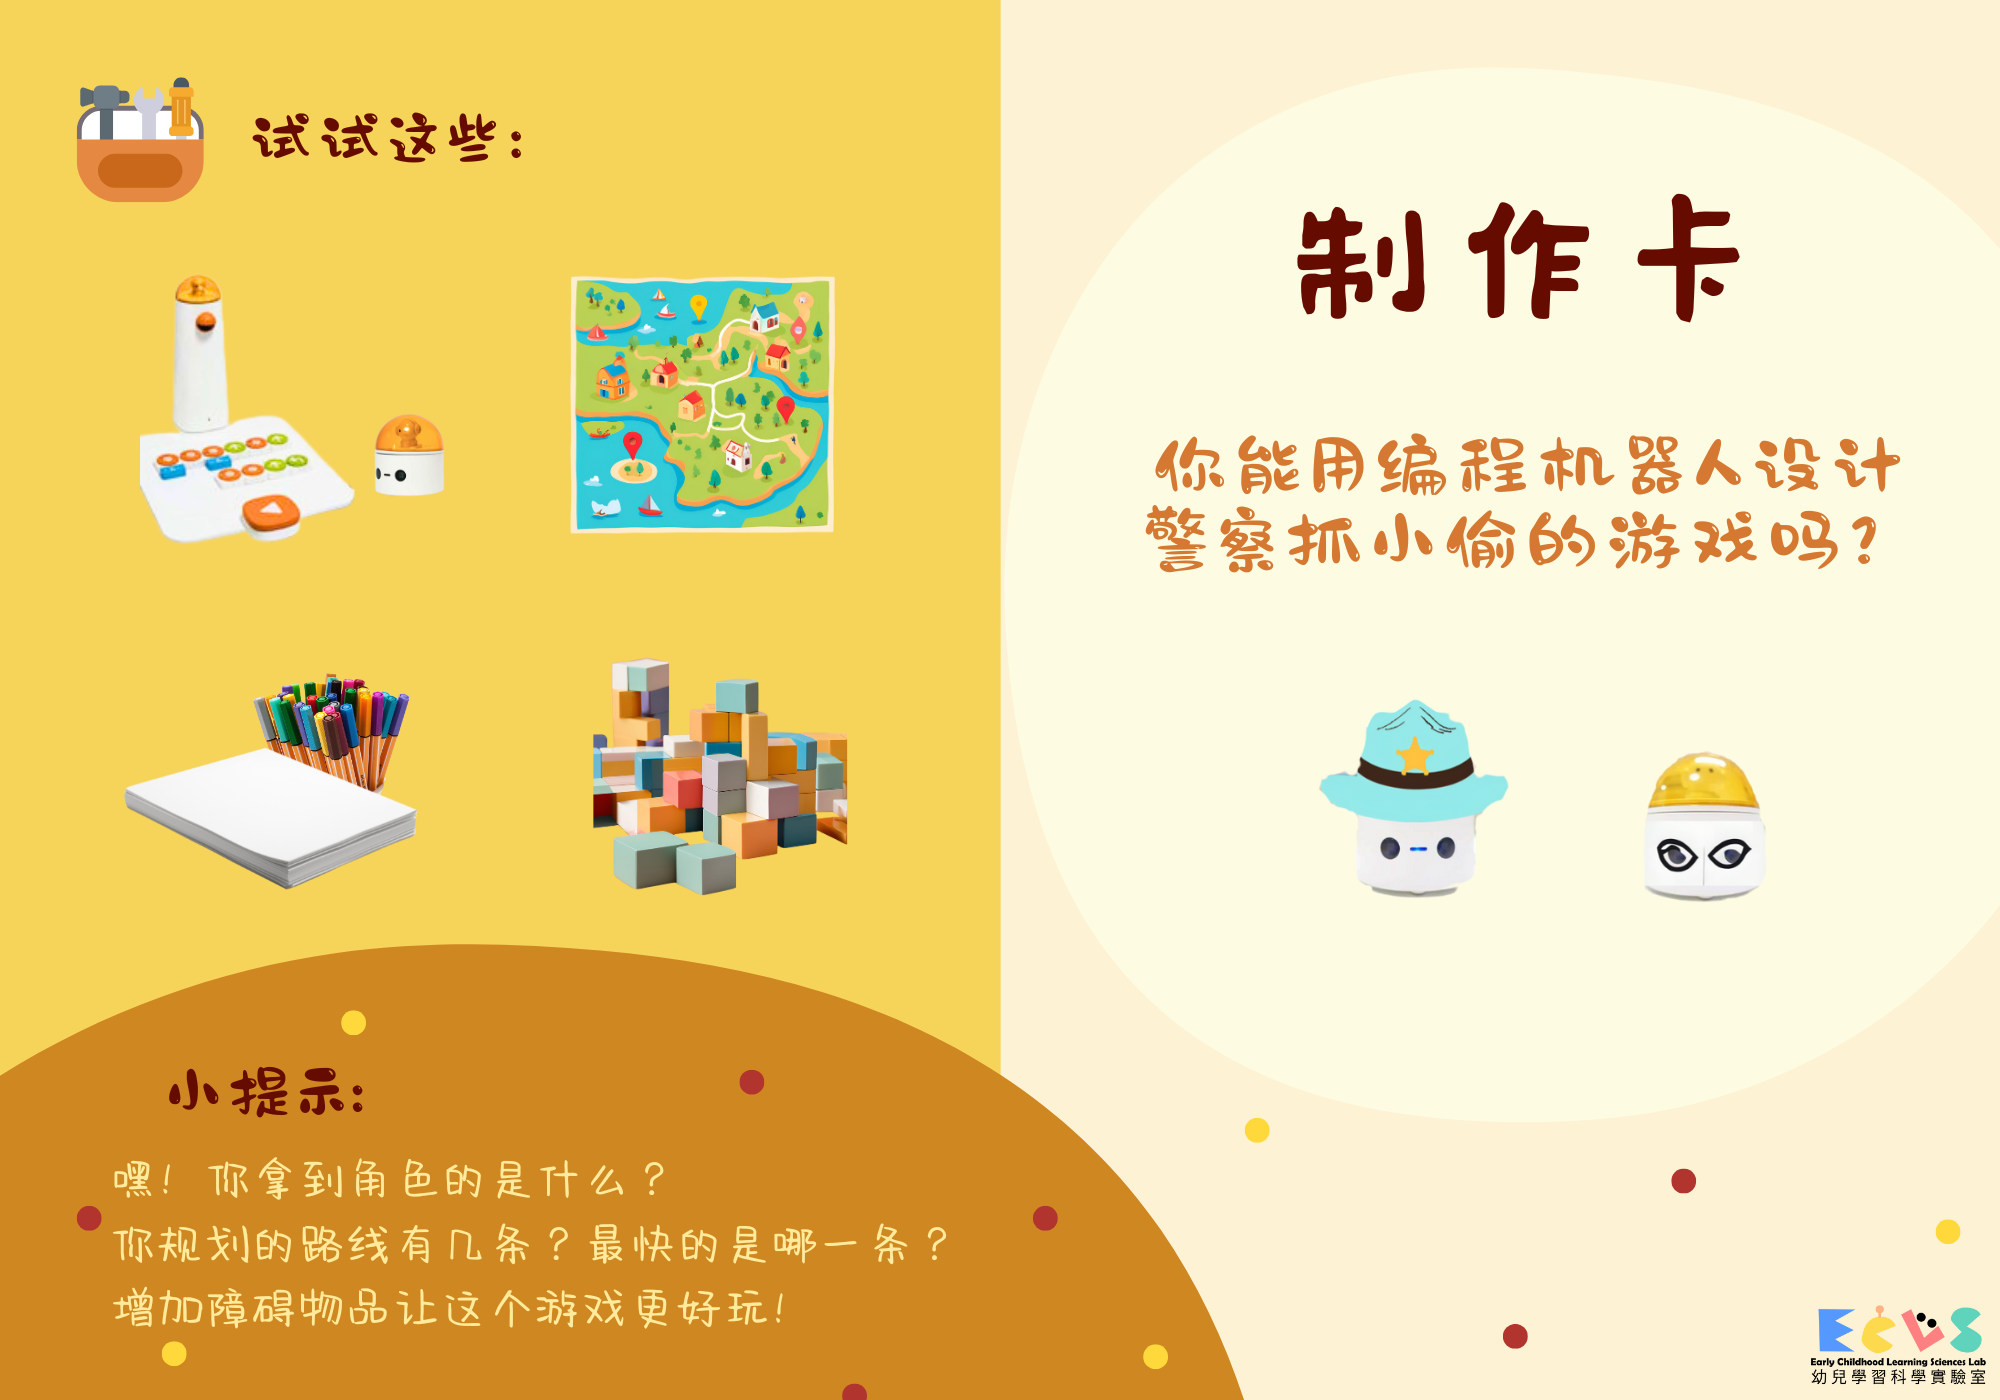 试试这些：
小提示：
嘿！你拿到角色的是什么？
你规划的路线有几条？最快的是哪一条？
增加障碍物品让这个游戏更好玩！
制作卡
你能用编程机器人设计
警察抓小偷的游戏吗？
ECLS
Early Childhood Learning Sciences Lab
幼兒學習科學實驗室